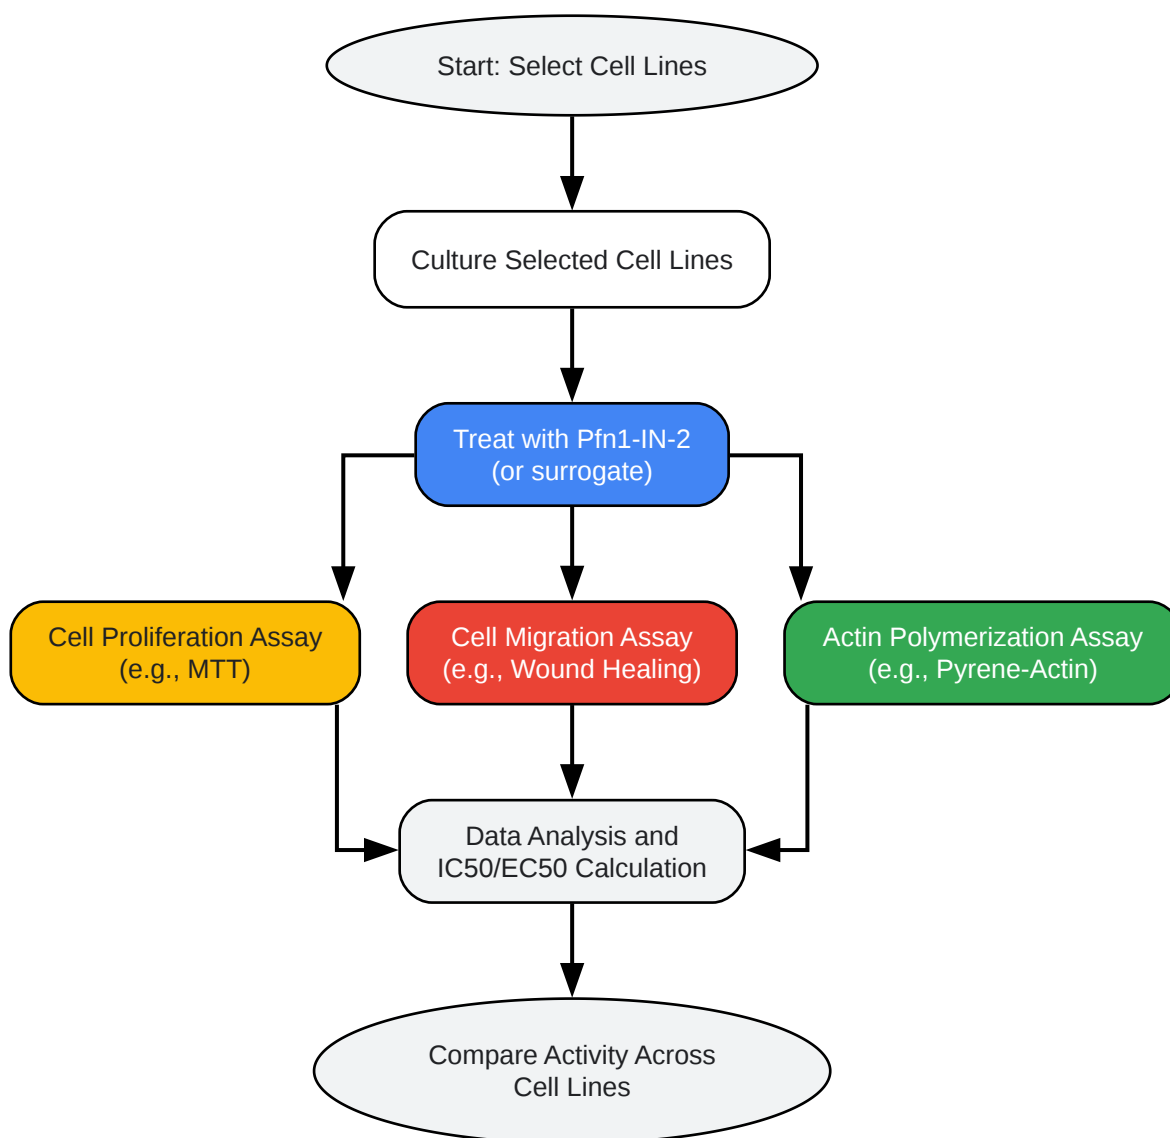 Start: Select Cell Lines
Culture Selected Cell Lines
Treat with Pfn1-IN-2
(or surrogate)
Cell Proliferation Assay
(e.g., MTT)
Cell Migration Assay
(e.g., Wound Healing)
Actin Polymerization Assay
(e.g., Pyrene-Actin)
Data Analysis and
IC50/EC50 Calculation
Compare Activity Across
Cell Lines